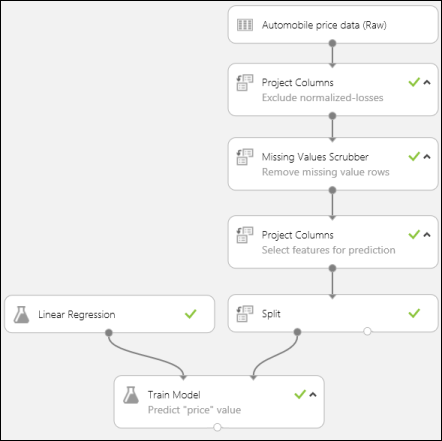 Automobile price data (Raw)
Project Columns
Exclude normalized-losses
Missing Values Scrubber
Remove missing value rows
Project Columns
Select features for prediction
Linear Regression
Split
Train Model
Predict "price" value